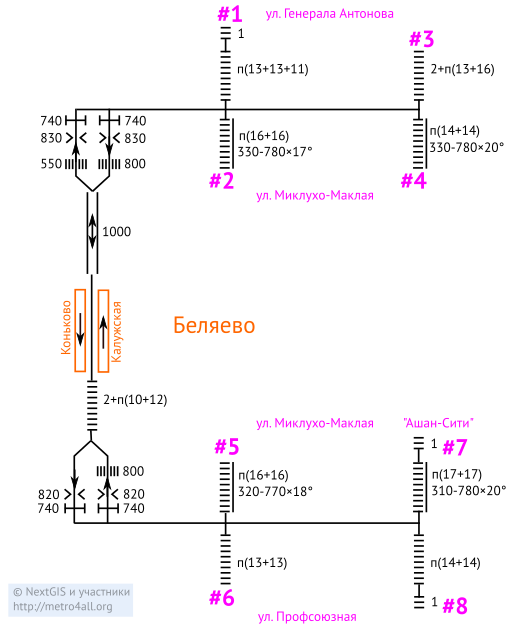 #1
ул. Генерала Антонова
1
#3
п(13+13+11)
2+п(13+16)
740
740
830
830
550
800
п(16+16)
330-780×17°
п(14+14)
330-780×20°
#2
#4
ул. Миклухо-Маклая
1000
Коньково
Калужская
Беляево
2+п(10+12)
ул. Миклухо-Маклая
"Ашан-Сити"
#5
1
#7
800
п(16+16)
320-770×18°
п(17+17)
310-780×20°
820
820
740
740
п(13+13)
п(14+14)
#6
1
#8
ул. Профсоюзная
© NextGIS и участники
http://metro4all.org